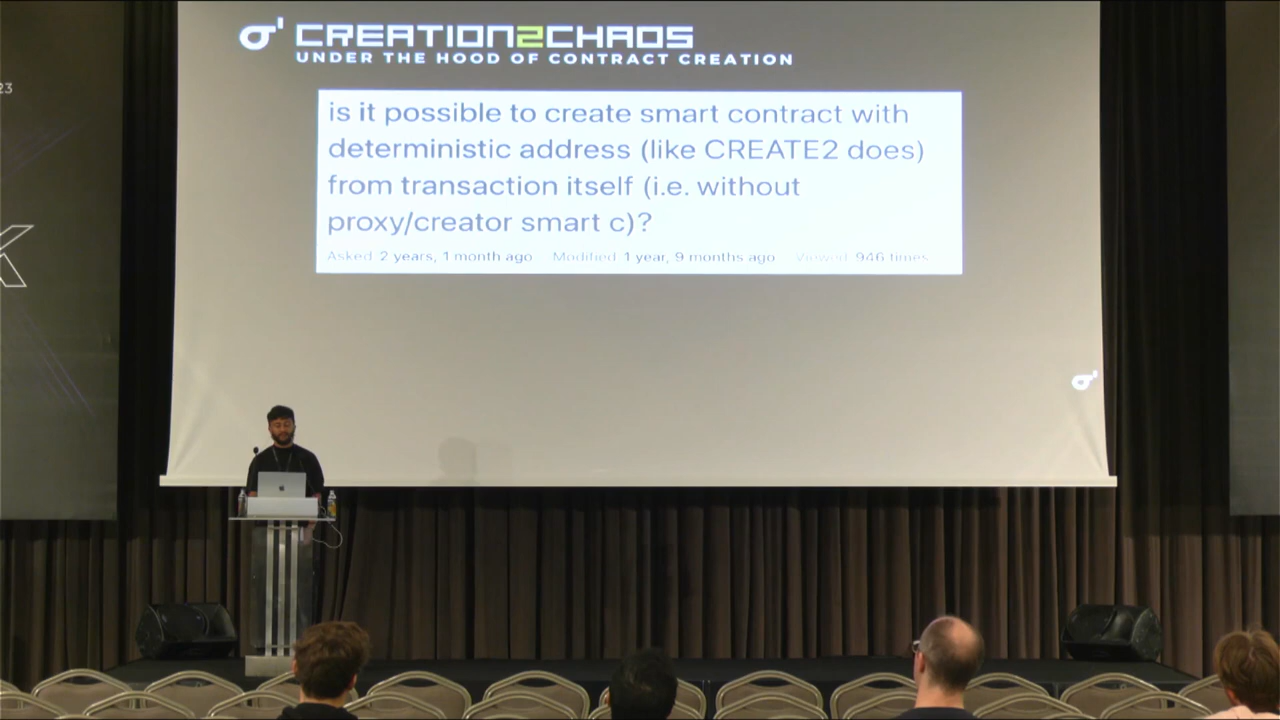 CREATION2CHAOS
UNDER THE HOOD OF CONTRACT CREATION
is it possible to create smart contract with
deterministic address (like CREATE2 does)
from transaction itself (i.e. without
proxy/creator smart c)?
Asked 2 years, 1 month ago Modified 1 year, 9 months ago Viewed 946 times
23